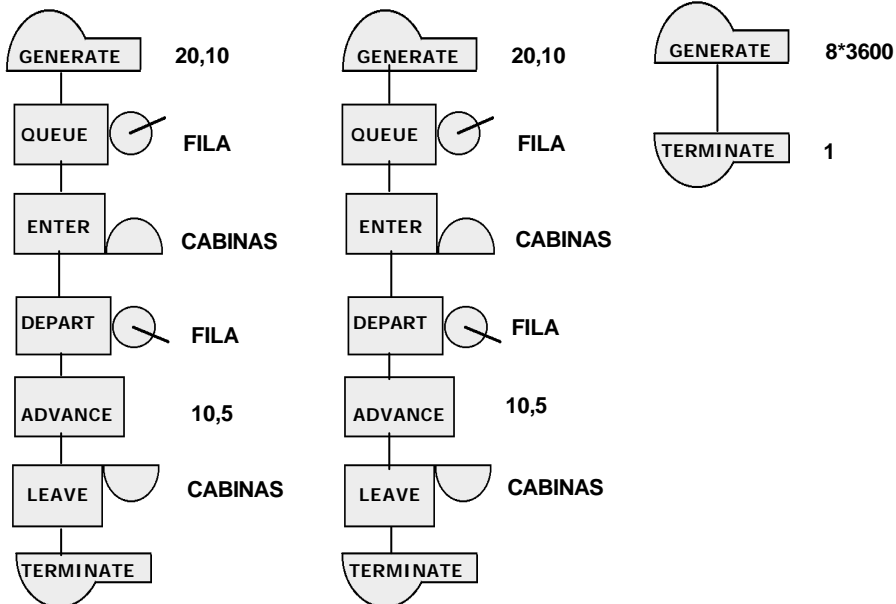 GENERATE 20,10
QUEUE FILA
ENTER CABINAS
DEPART FILA
ADVANCE 10,5
LEAVE CABINAS
TERMINATE
GENERATE 20,10
QUEUE FILA
ENTER CABINAS
DEPART FILA
ADVANCE 10,5
LEAVE CABINAS
TERMINATE
GENERATE 8*3600
TERMINATE 1